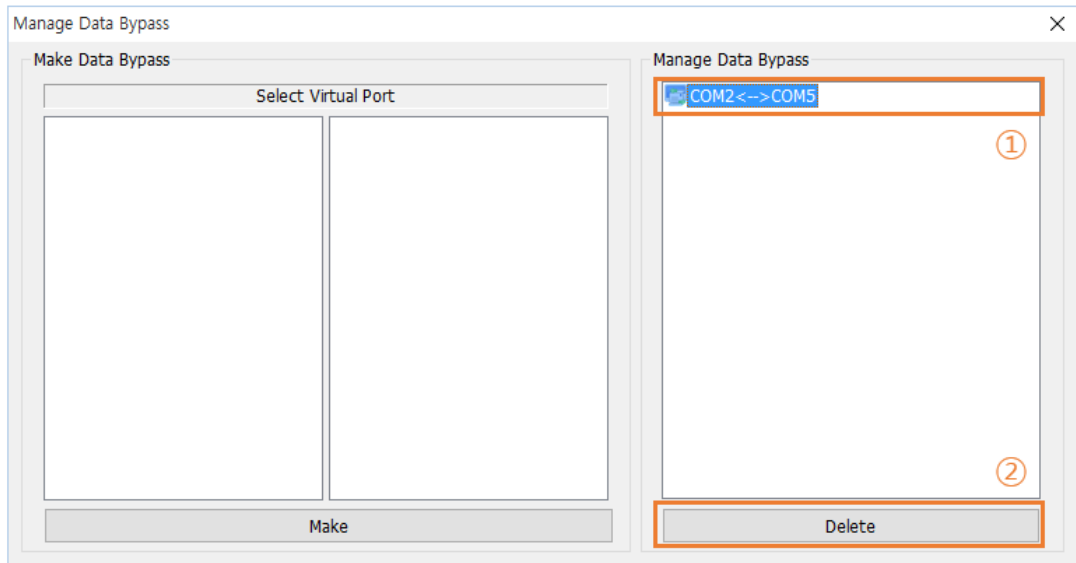 Manage Data Bypass
Make Data Bypass
Select Virtual Port
Make
Manage Data Bypass
COM2<-->COM5
①
②
Delete